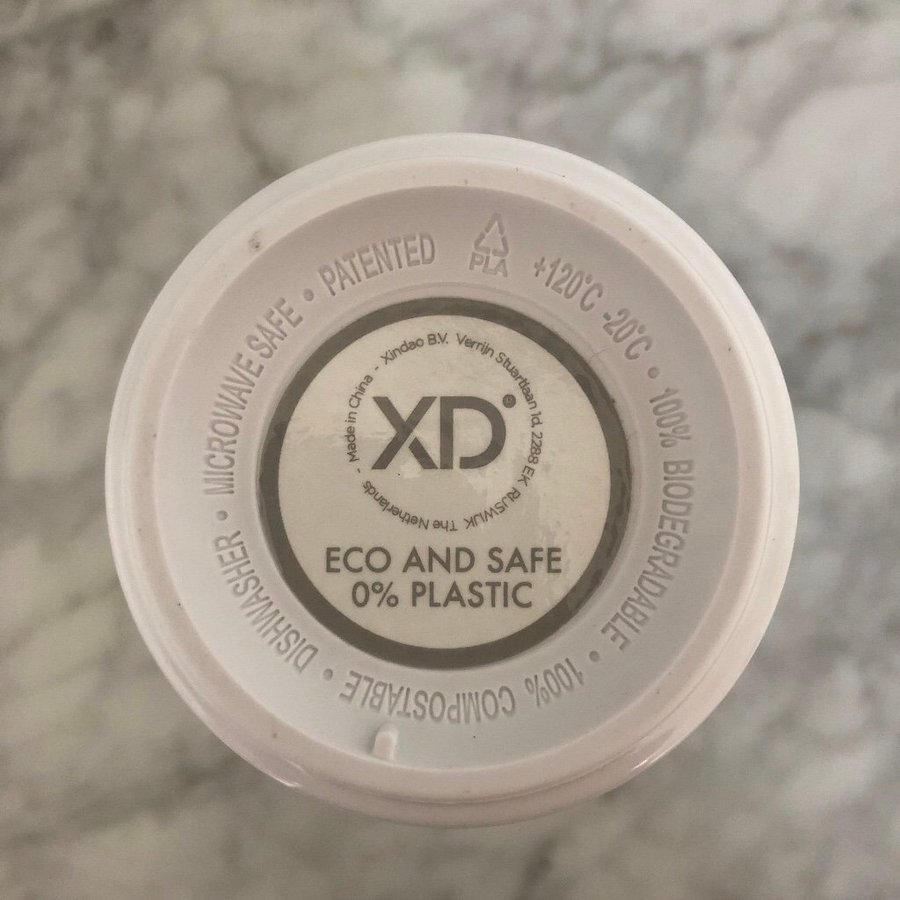 PLA
+120°C -20°C • 100% BIODEGRADABLE • 100% COMPOSTABLE • DISHWASHER • MICROWAVE SAFE • PATENTED
Xindao B.V. Verrijn Stuartlaan 1d, 2288 EK RIJSWIJK The Netherlands - Made in China -
XD®
ECO AND SAFE
0% PLASTIC